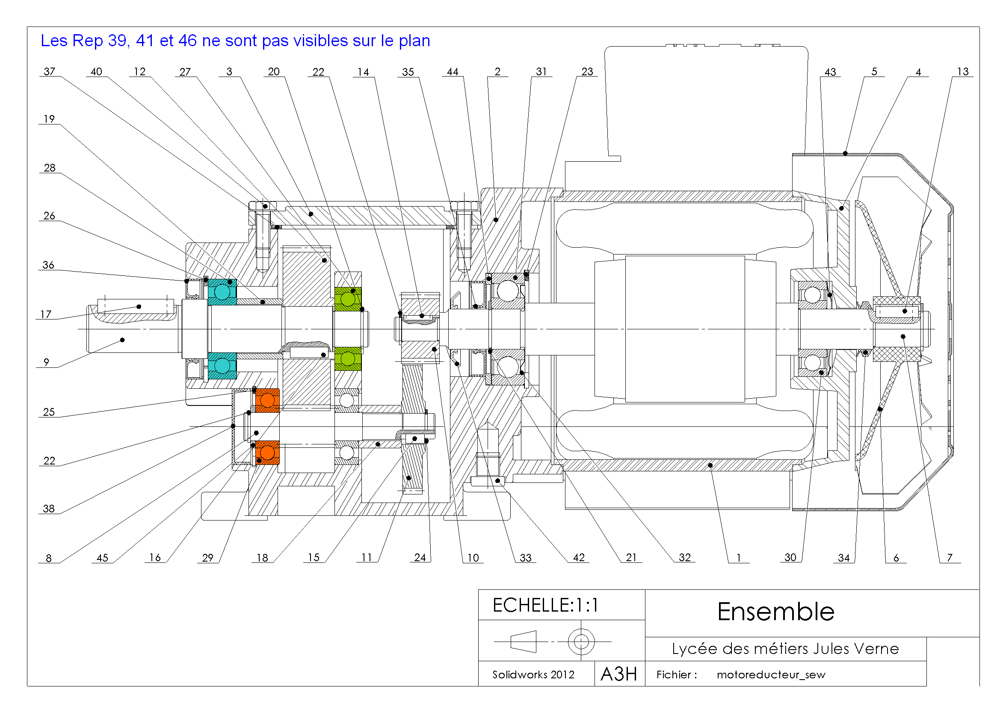 Les Rep 39, 41 et 46 ne sont pas visibles sur le plan
37 40 12 27 3 20 22 14 35 44 2 31 23 43 5 4 13
19
28
26
36
17
9
25
22
38
8 45 16 29 18 15 11 24 10 33 42 21 32 1 30 34 6 7
ECHELLE:1:1
Ensemble
Lycée des métiers Jules Verne
Solidworks 2012
A3H
Fichier : motoreducteur_sew